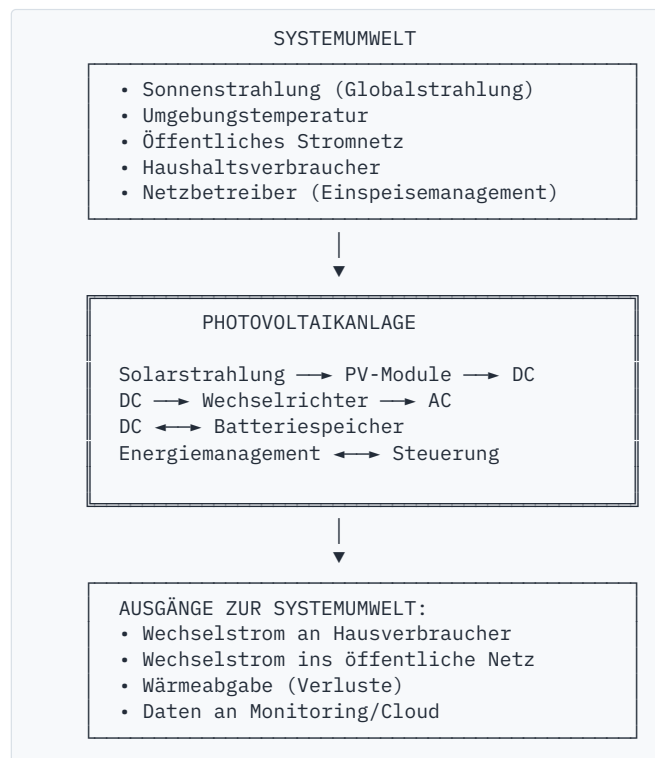 SYSTEMUMWELT
• Sonnenstrahlung (Globalstrahlung)
• Umgebungstemperatur
• Öffentliches Stromnetz
• Haushaltsverbraucher
• Netzbetreiber (Einspeisemanagement)
PHOTOVOLTAIKANLAGE
Solarstrahlung ──► PV-Module ──► DC
DC ──► Wechselrichter ──► AC
DC ◄──► Batteriespeicher
Energiemanagement ◄──► Steuerung
AUSGÄNGE ZUR SYSTEMUMWELT:
• Wechselstrom an Hausverbraucher
• Wechselstrom ins öffentliche Netz
• Wärmeabgabe (Verluste)
• Daten an Monitoring/Cloud